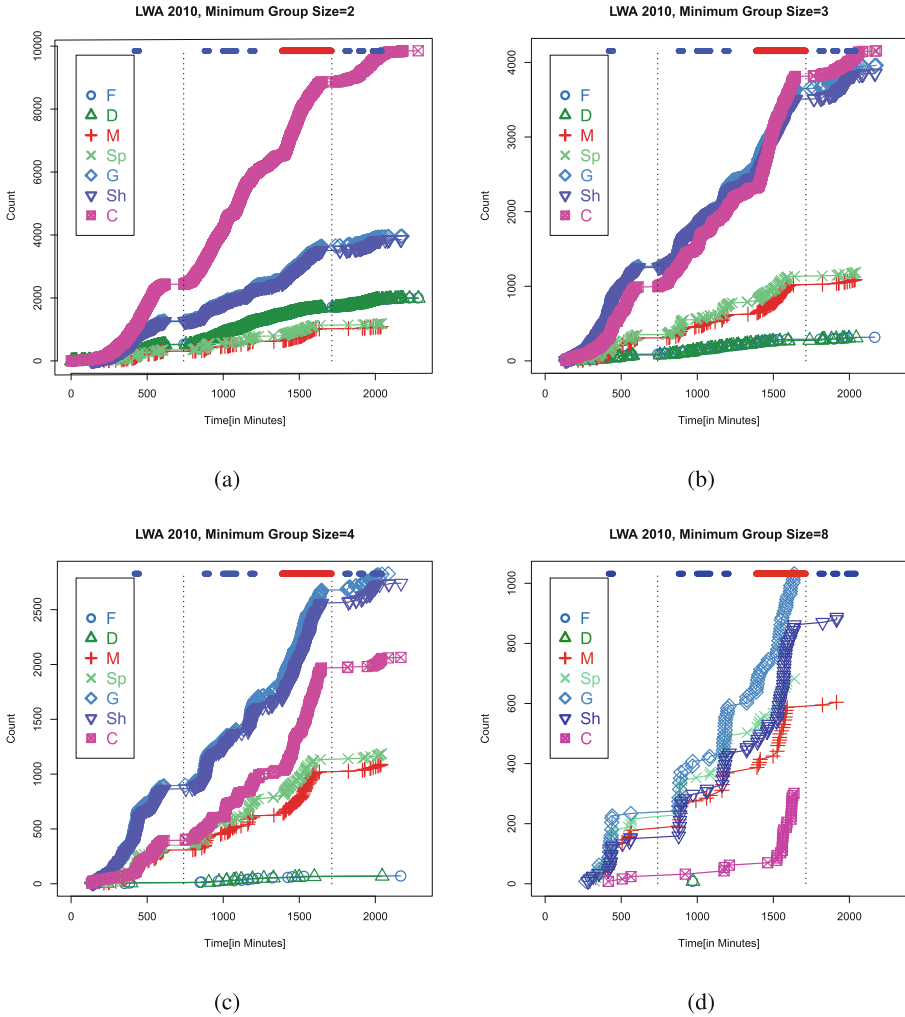 LWA 2010, Minimum Group Size=2
Count
10000
8000
6000
4000
2000
0
F
D
M
Sp
G
Sh
C
0 500 1000 1500 2000
Time[in Minutes]
(a)
LWA 2010, Minimum Group Size=3
Count
4000
3000
2000
1000
0
F
D
M
Sp
G
Sh
C
0 500 1000 1500 2000
Time[in Minutes]
(b)
LWA 2010, Minimum Group Size=4
Count
2500
2000
1500
1000
500
0
F
D
M
Sp
G
Sh
C
0 500 1000 1500 2000
Time[in Minutes]
(c)
LWA 2010, Minimum Group Size=8
Count
1000
800
600
400
200
0
F
D
M
Sp
G
Sh
C
0 500 1000 1500 2000
Time[in Minutes]
(d)